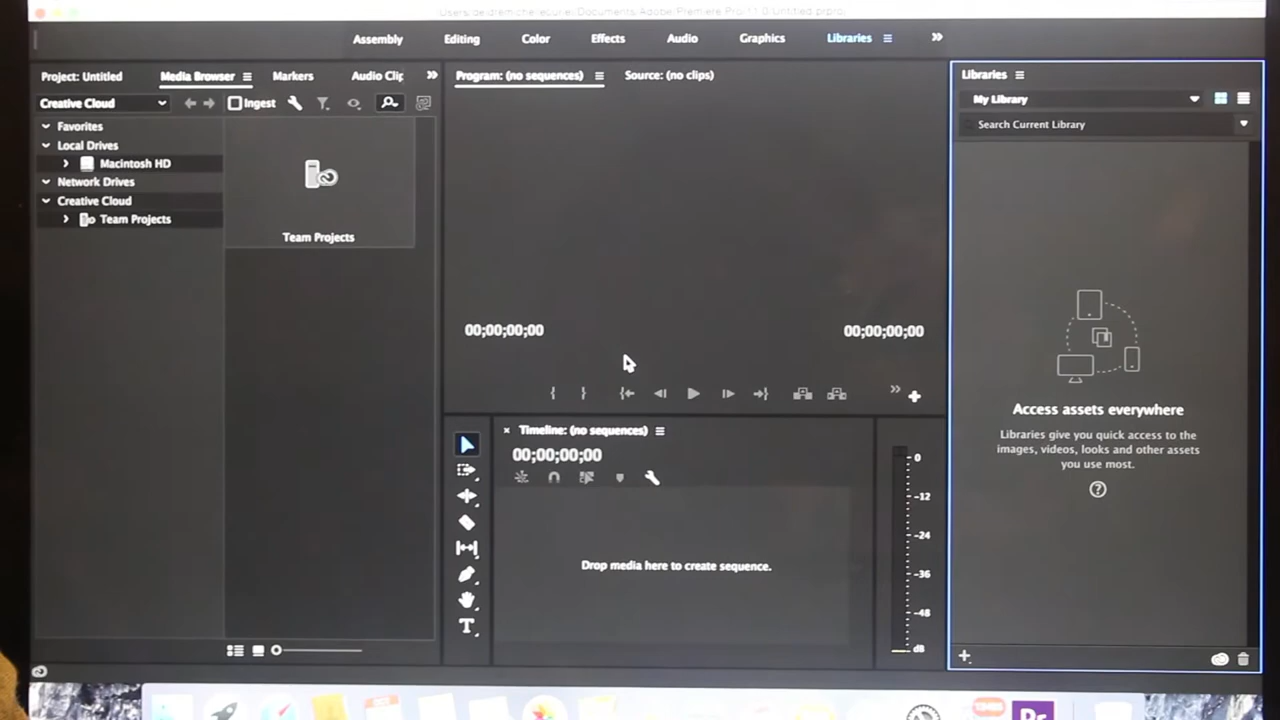 Assembly
Editing
Color
Effects
Audio
Graphics
Libraries
Project: Untitled
Media Browser
Markers
Audio Clip
Program: (no sequences)
Source: (no clips)
Libraries
Creative Cloud
Ingest
My Library
Search Current Library
Favorites
Local Drives
Macintosh HD
Network Drives
Creative Cloud
Team Projects
Team Projects
00;00;00;00
00;00;00;00
Access assets everywhere
Libraries give you quick access to the
images, videos, looks and other assets
you use most.
Timeline: (no sequences)
00;00;00;00
Drop media here to create sequence.
0
-12
-24
-36
-48
dB
T
Pr